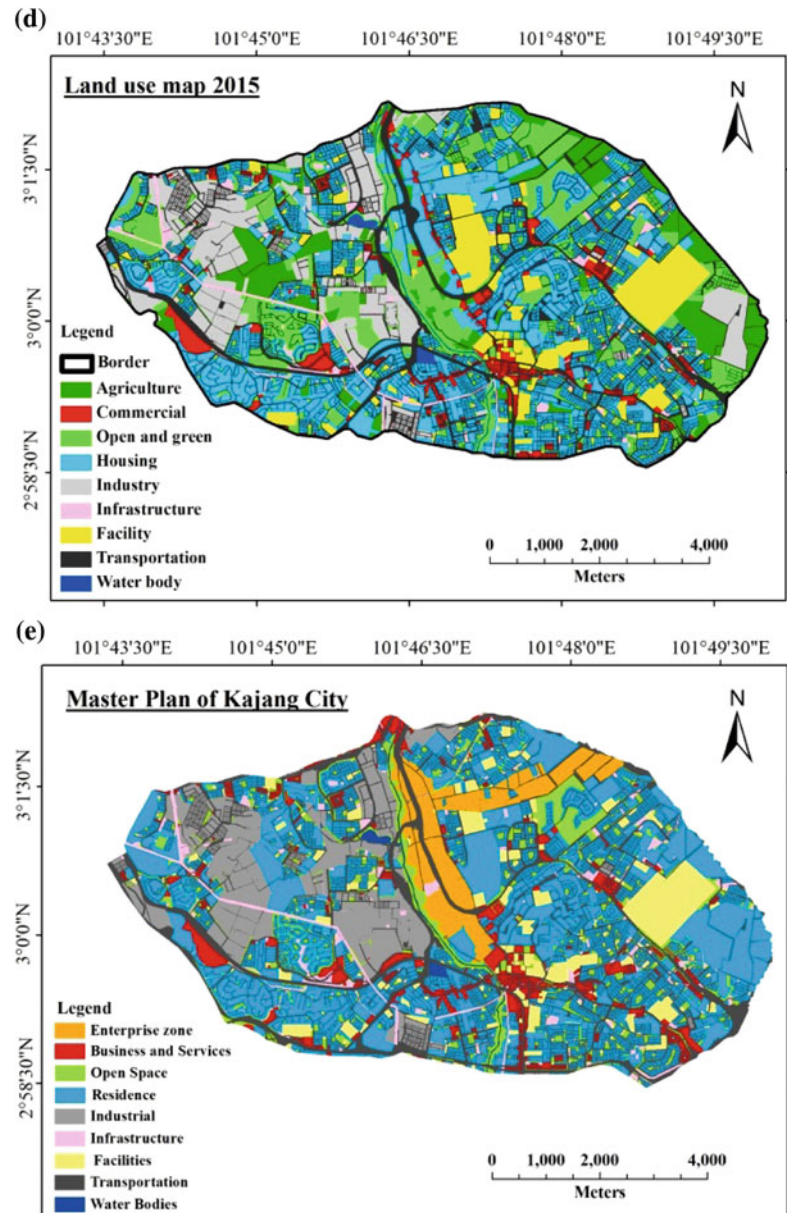 (d)
101°43'30"E 101°45'0"E 101°46'30"E 101°48'0"E 101°49'30"E
Land use map 2015
N
3°1'30"N
3°0'0"N
2°58'30"N
Legend
Border
Agriculture
Commercial
Open and green
Housing
Industry
Infrastructure
Facility
Transportation
Water body
0 1,000 2,000 4,000
Meters
(e)
101°43'30"E 101°45'0"E 101°46'30"E 101°48'0"E 101°49'30"E
Master Plan of Kajang City
N
3°1'30"N
3°0'0"N
2°58'30"N
Legend
Enterprise zone
Business and Services
Open Space
Residence
Industrial
Infrastructure
Facilities
Transportation
Water Bodies
0 1,000 2,000 4,000
Meters